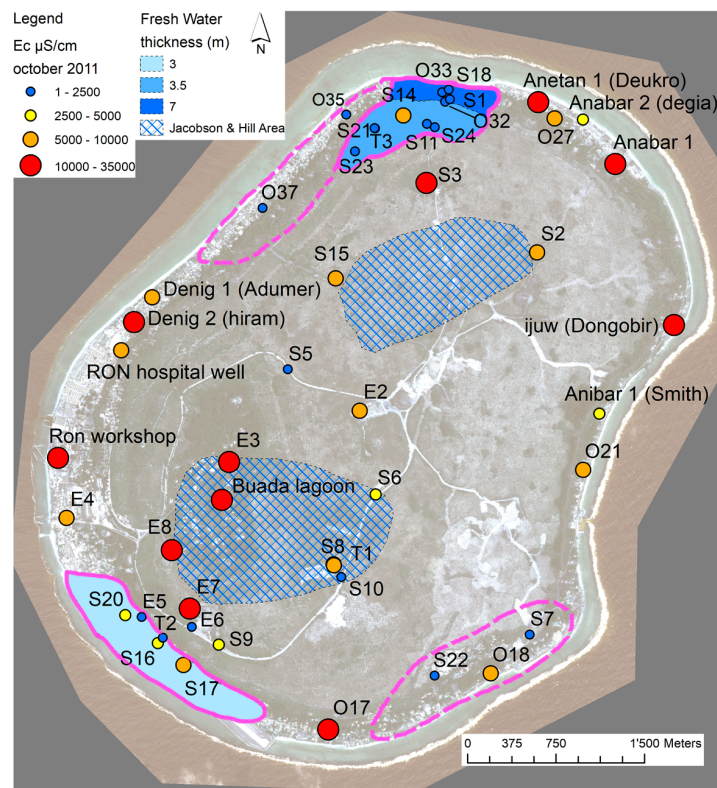 Legend
Ec µS/cm
october 2011
1 - 2500
2500 - 5000
5000 - 10000
10000 - 35000
Fresh Water
thickness (m)
3
3.5
7
Jacobson & Hill Area
N
O33
S18
S14
S1
O35
S21
T3
S11
S24
O32
S23
Anetan 1 (Deukro)
Anabar 2 (degia)
O27
Anabar 1
S3
O37
S2
S15
Denig 1 (Adumer)
Denig 2 (hiram)
ijuw (Dongobir)
RON hospital well
S5
E2
Anibar 1 (Smith)
Ron workshop
E3
O21
Buada lagoon
S6
E4
E8
S8
T1
S10
E7
S20
E5
E6
T2
S9
S16
S17
S7
S22
O18
O17
0 375 750 1'500 Meters